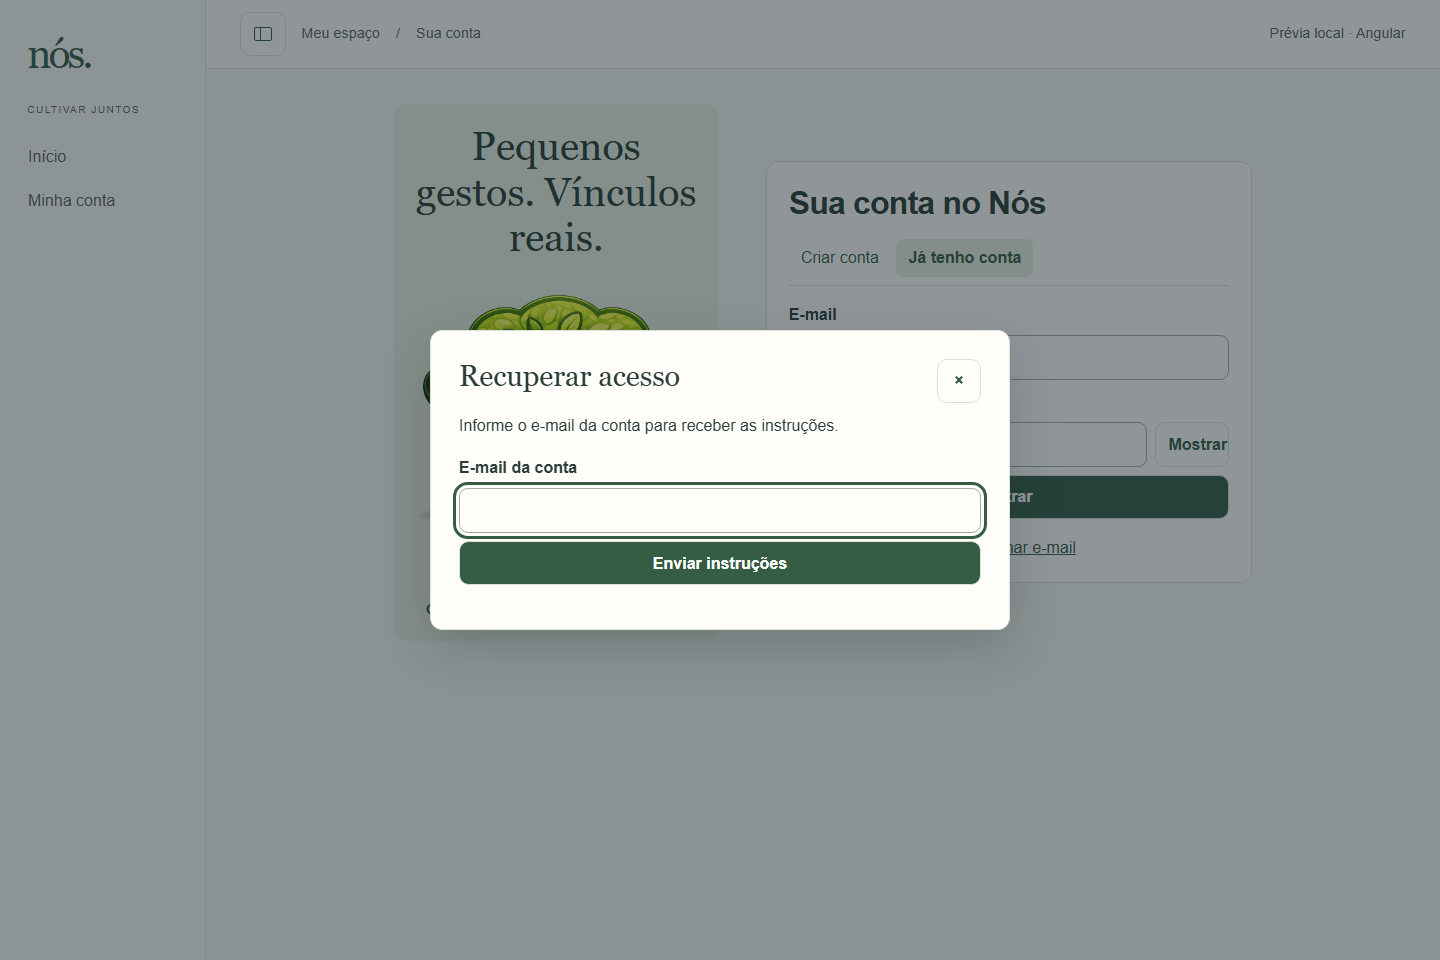 nós.
CULTIVAR JUNTOS
Início
Minha conta
Meu espaço / Sua conta
Prévia local · Angular
Pequenos
gestos. Vínculos
reais.
Sua conta no Nós
Criar conta
Já tenho conta
E-mail
Mostrar
e-mail
Recuperar acesso
×
Informe o e-mail da conta para receber as instruções.
E-mail da conta
Enviar instruções